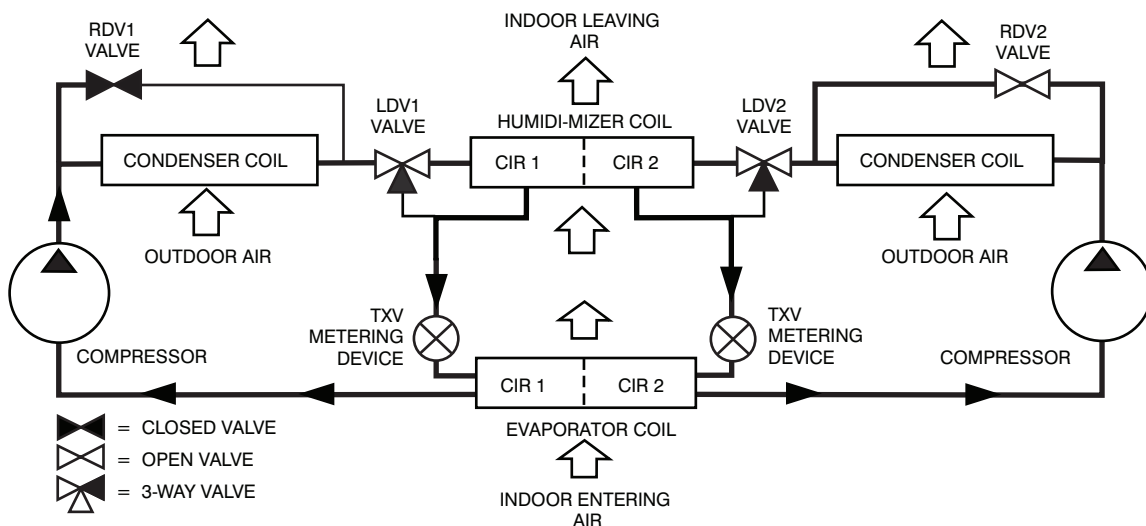 RDV1
VALVE
INDOOR LEAVING
AIR
RDV2
VALVE
LDV1
VALVE
HUMIDI-MIZER COIL
LDV2
VALVE
CONDENSER COIL
CIR 1
CIR 2
CONDENSER COIL
OUTDOOR AIR
OUTDOOR AIR
TXV
METERING
DEVICE
TXV
METERING
DEVICE
COMPRESSOR
COMPRESSOR
CIR 1
CIR 2
EVAPORATOR COIL
= CLOSED VALVE
= OPEN VALVE
= 3-WAY VALVE
INDOOR ENTERING
AIR